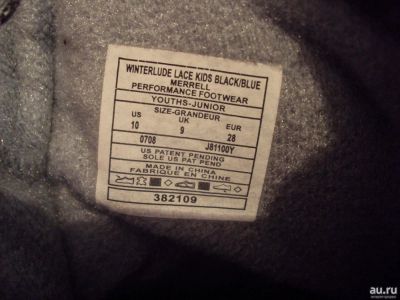 WINTERLUDE LACE KIDS BLACK/BLUE
MERRELL
PERFORMANCE FOOTWEAR
YOUTHS-JUNIOR
SIZE-GRANDEUR
US UK EUR
10 9 28
0708 J81100Y
US PATENT PENDING
SOLE US PAT PEND
MADE IN CHINA
FABRIQUE EN CHINE
382109
au.ru